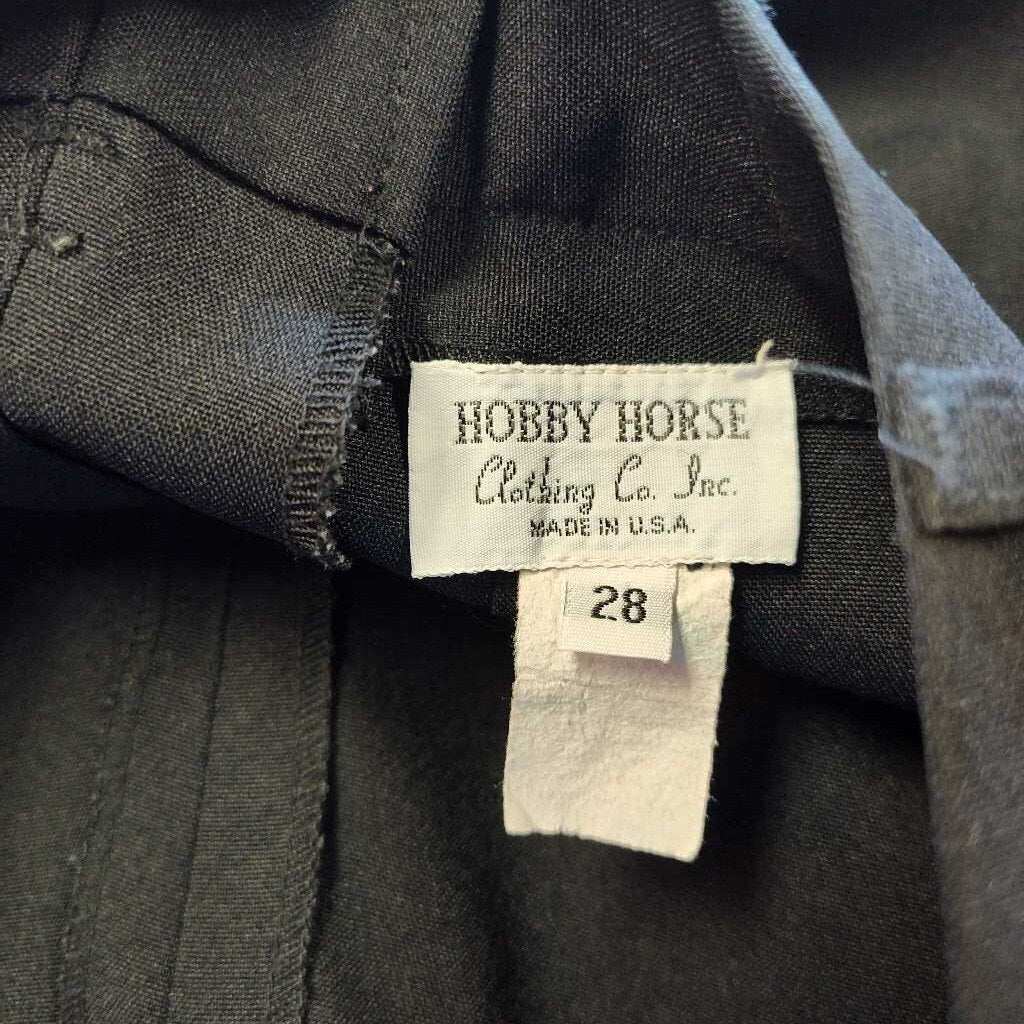 HOBBY HORSE
Clothing Co. Inc.
MADE IN U.S.A.
28